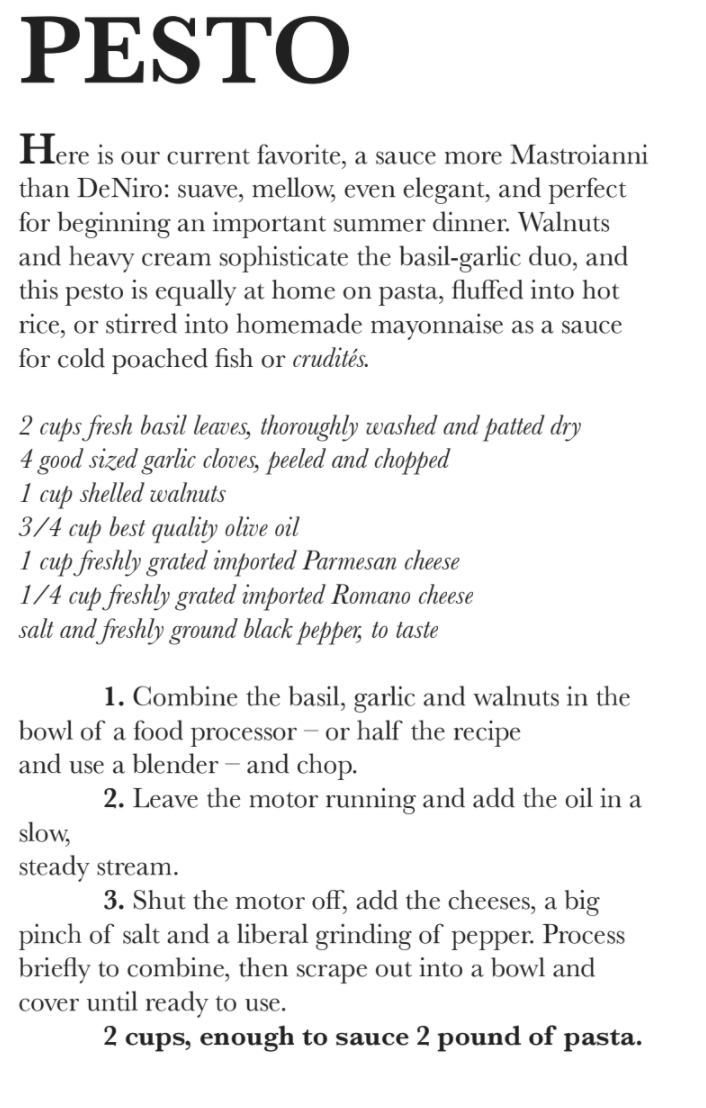 PESTO
Here is our current favorite, a sauce more Mastroianni
than DeNiro: suave, mellow, even elegant, and perfect
for beginning an important summer dinner. Walnuts
and heavy cream sophisticate the basil-garlic duo, and
this pesto is equally at home on pasta, fluffed into hot
rice, or stirred into homemade mayonnaise as a sauce
for cold poached fish or crudités.
2 cups fresh basil leaves, thoroughly washed and patted dry
4 good sized garlic cloves, peeled and chopped
1 cup shelled walnuts
3/4 cup best quality olive oil
1 cup freshly grated imported Parmesan cheese
1/4 cup freshly grated imported Romano cheese
salt and freshly ground black pepper, to taste
1. Combine the basil, garlic and walnuts in the
bowl of a food processor – or half the recipe
and use a blender – and chop.
2. Leave the motor running and add the oil in a
slow,
steady stream.
3. Shut the motor off, add the cheeses, a big
pinch of salt and a liberal grinding of pepper. Process
briefly to combine, then scrape out into a bowl and
cover until ready to use.
2 cups, enough to sauce 2 pound of pasta.